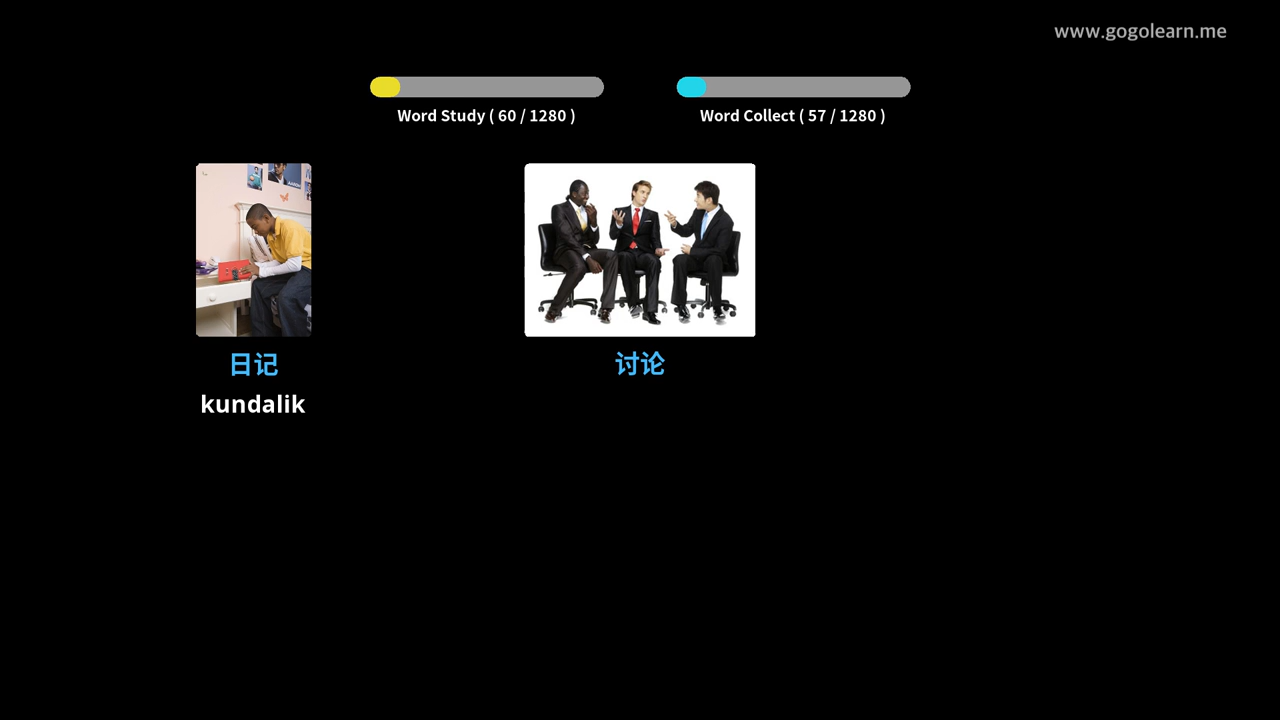 www.gogolearn.me
Word Study ( 60 / 1280 )
Word Collect ( 57 / 1280 )
日记
讨论
kundalik